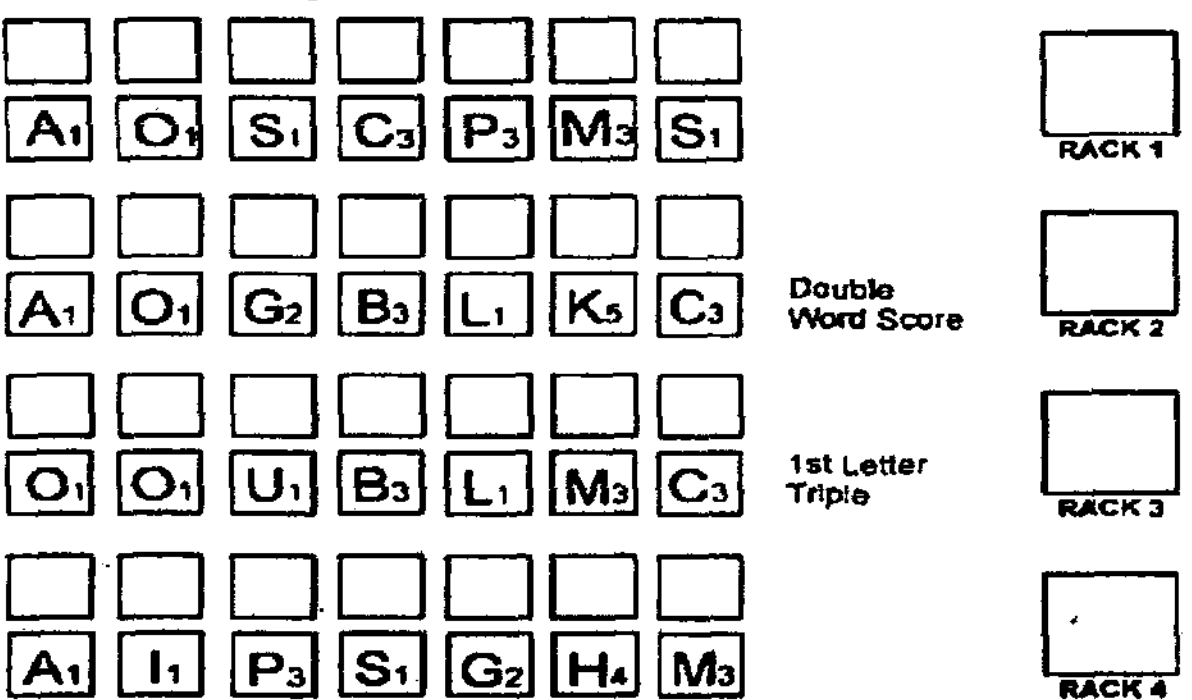 A1 O1 S1 C3 P3 M3 S1
RACK 1
A1 O1 G2 B3 L1 K5 C3
Double
Word Score
RACK 2
O1 O1 U1 B3 L1 M3 C3
1st Letter
Triple
RACK 3
A1 I1 P3 S1 G2 H4 M3
RACK 4